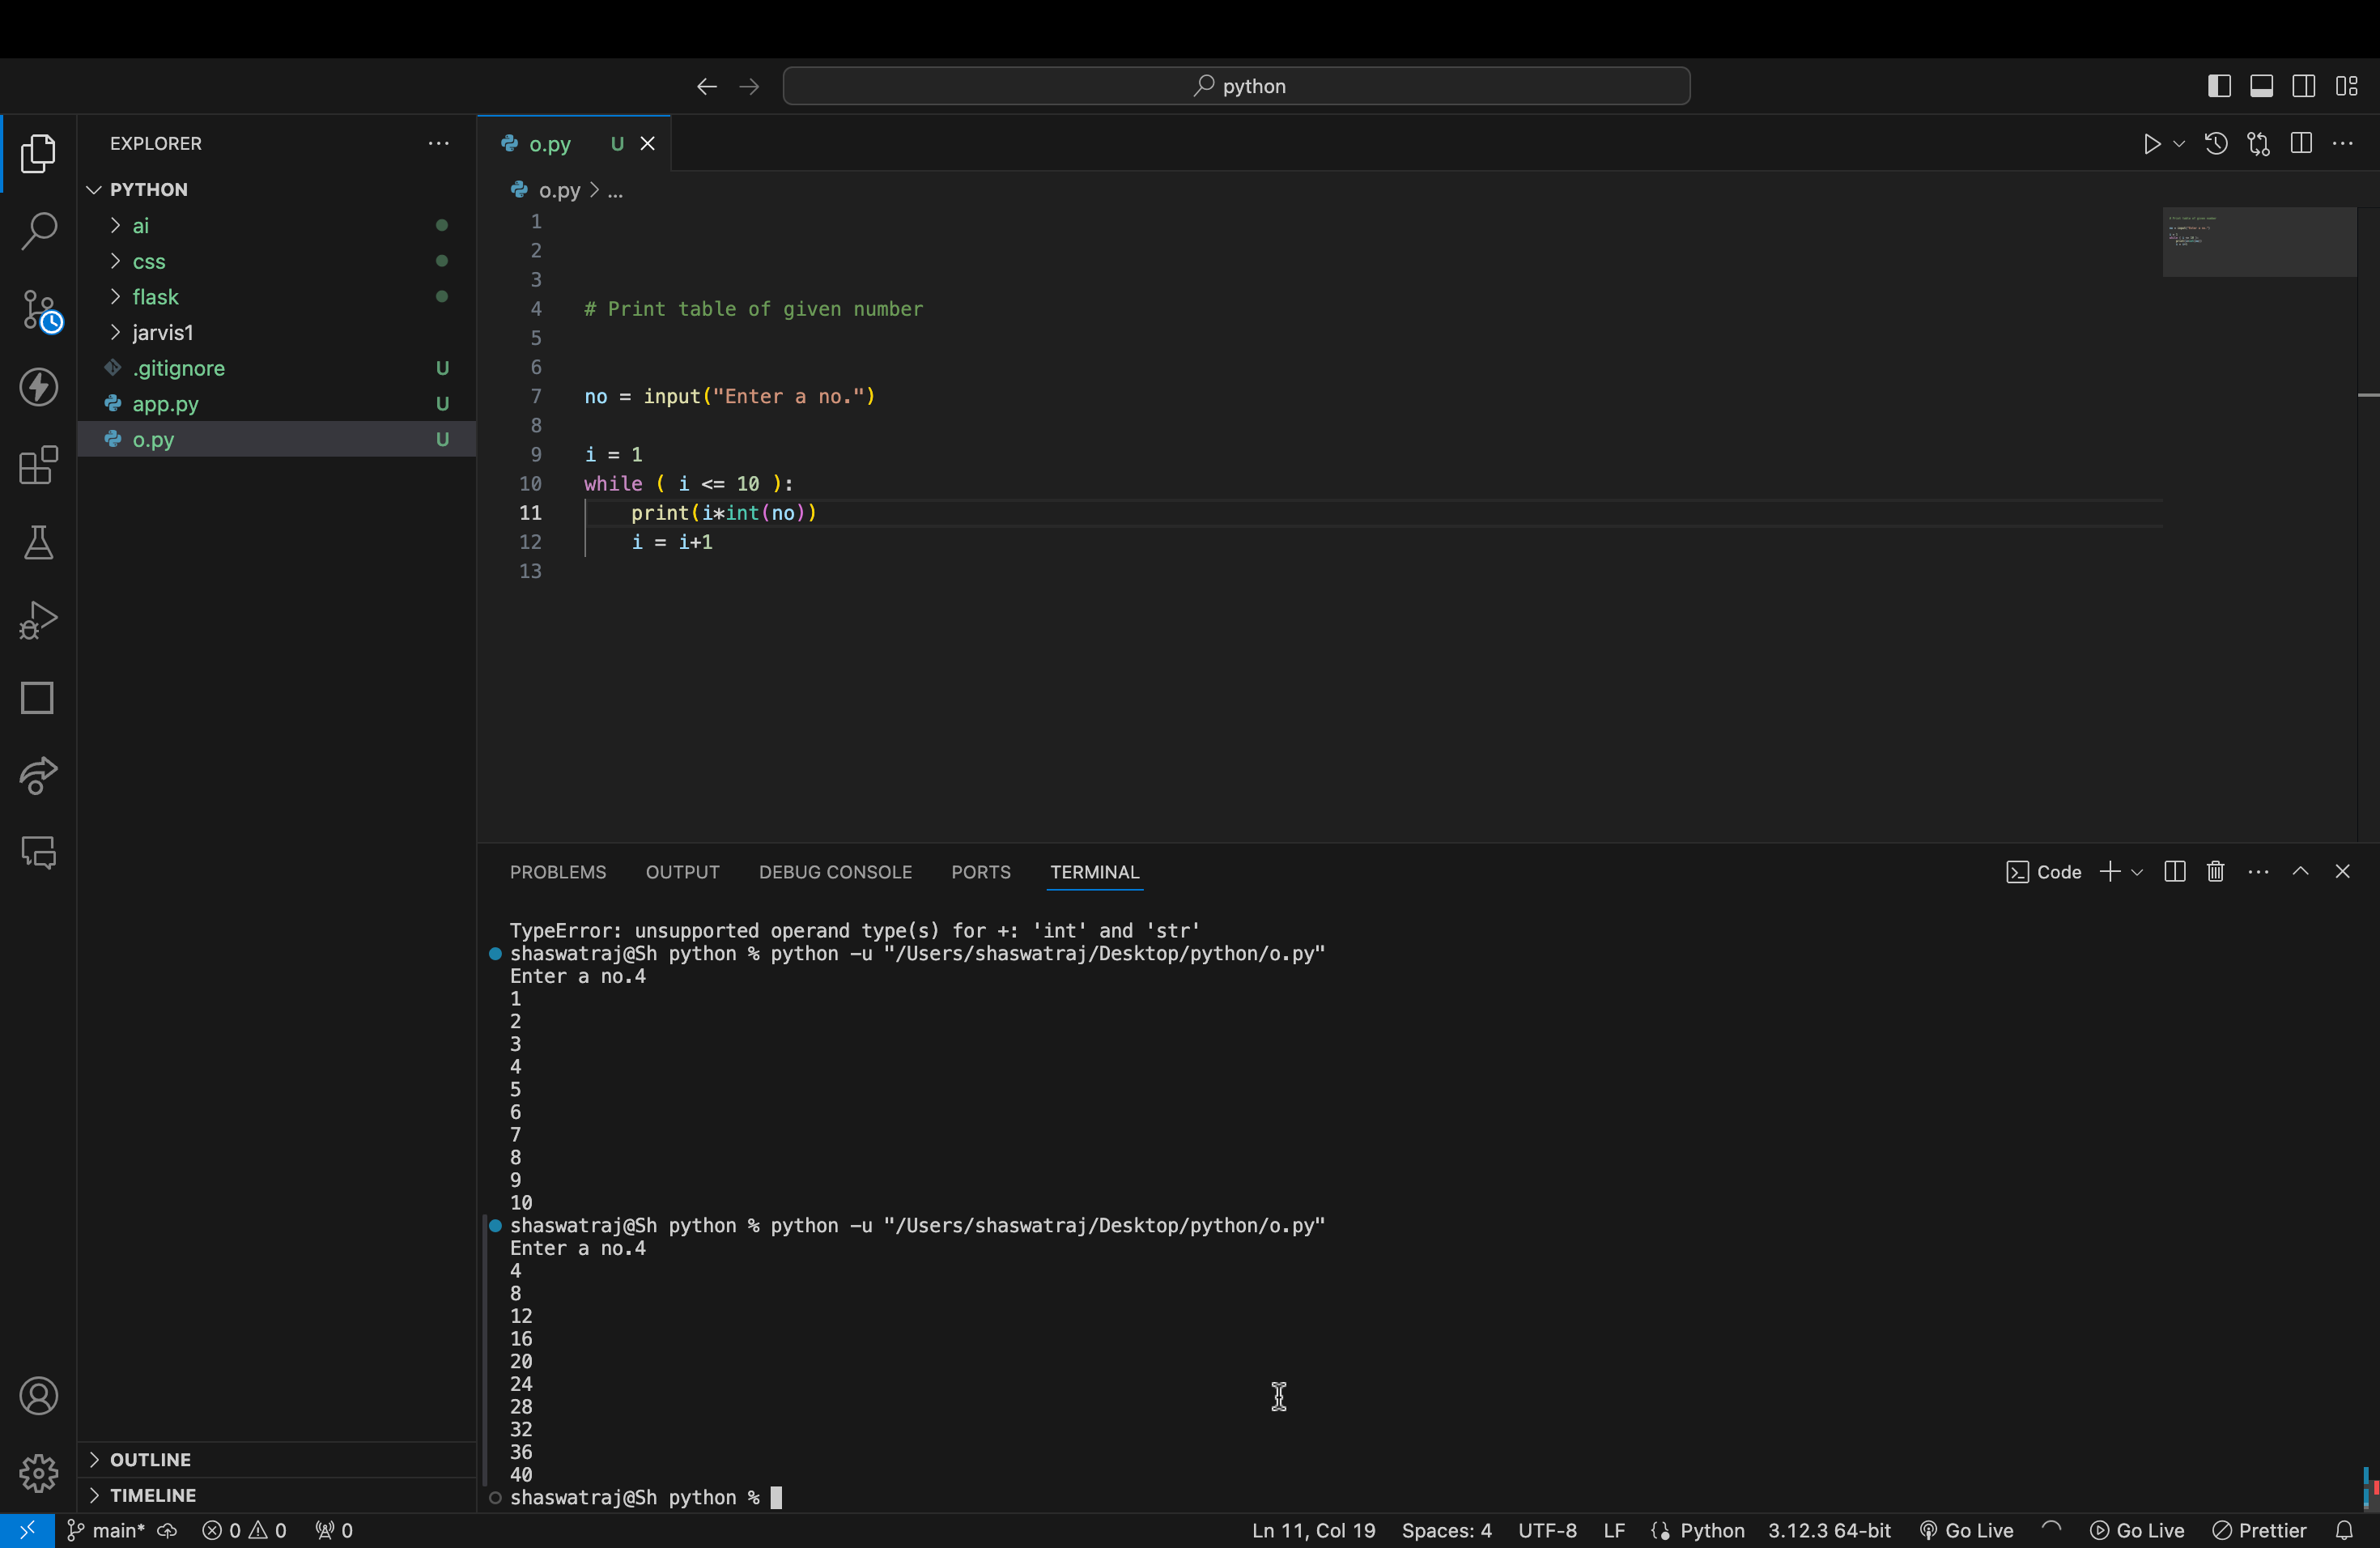 python
EXPLORER
o.py U
PYTHON
o.py > ...
ai
css
flask
jarvis1
.gitignore U
app.py U
o.py U
1
2
3
4 # Print table of given number
5
6
7 no = input("Enter a no.")
8
9 i = 1
10 while ( i <= 10 ):
11 print(i*int(no))
12 i = i+1
13
PROBLEMS OUTPUT DEBUG CONSOLE PORTS TERMINAL Code
TypeError: unsupported operand type(s) for +: 'int' and 'str'
shaswatraj@Sh python % python -u "/Users/shaswatraj/Desktop/python/o.py"
Enter a no.4
1
2
3
4
5
6
7
8
9
10
shaswatraj@Sh python % python -u "/Users/shaswatraj/Desktop/python/o.py"
Enter a no.4
4
8
12
16
20
24
28
32
36
40
shaswatraj@Sh python %
OUTLINE
TIMELINE
main* 0 0 0 Ln 11, Col 19 Spaces: 4 UTF-8 LF Python 3.12.3 64-bit Go Live Go Live Prettier